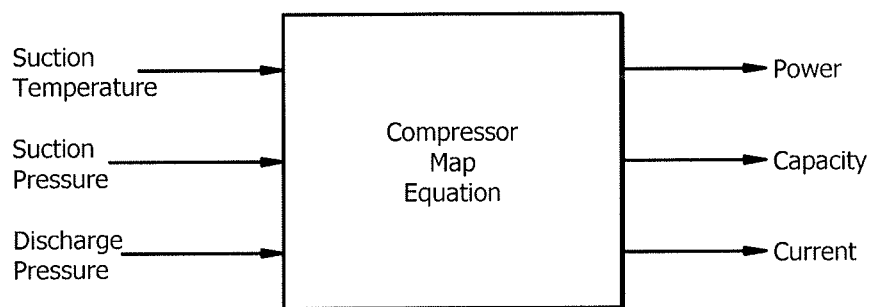 Suction
Temperature
Suction
Pressure
Discharge
Pressure
Compressor
Map
Equation
Power
Capacity
Current